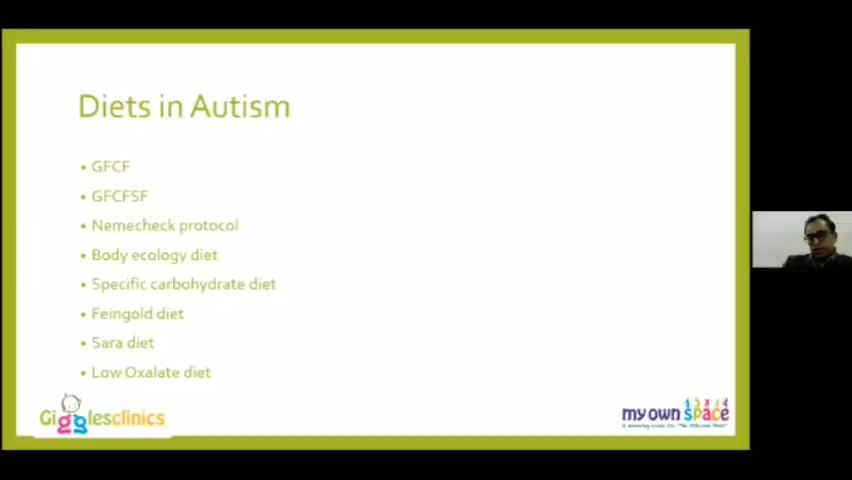 Diets in Autism
• GFCF
• GFCFSF
• Nemecheck protocol
• Body ecology diet
• Specific carbohydrate diet
• Feingold diet
• Sara diet
• Low Oxalate diet
Gigglesclinics
my own space